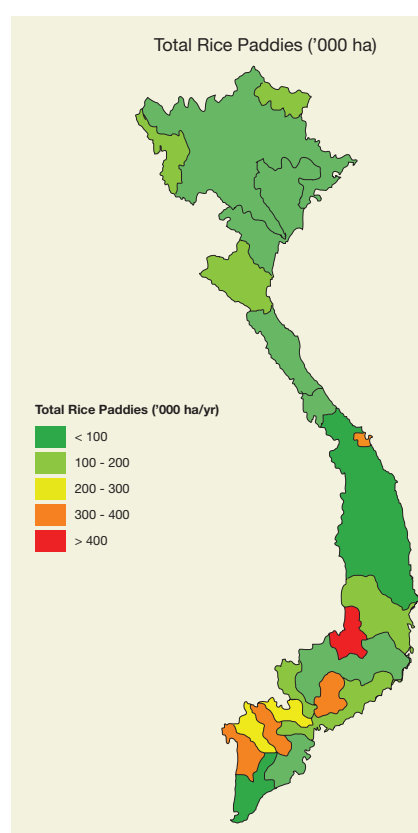 Total Rice Paddies (’000 ha)
Total Rice Paddies (’000 ha/yr)
< 100
100 - 200
200 - 300
300 - 400
> 400